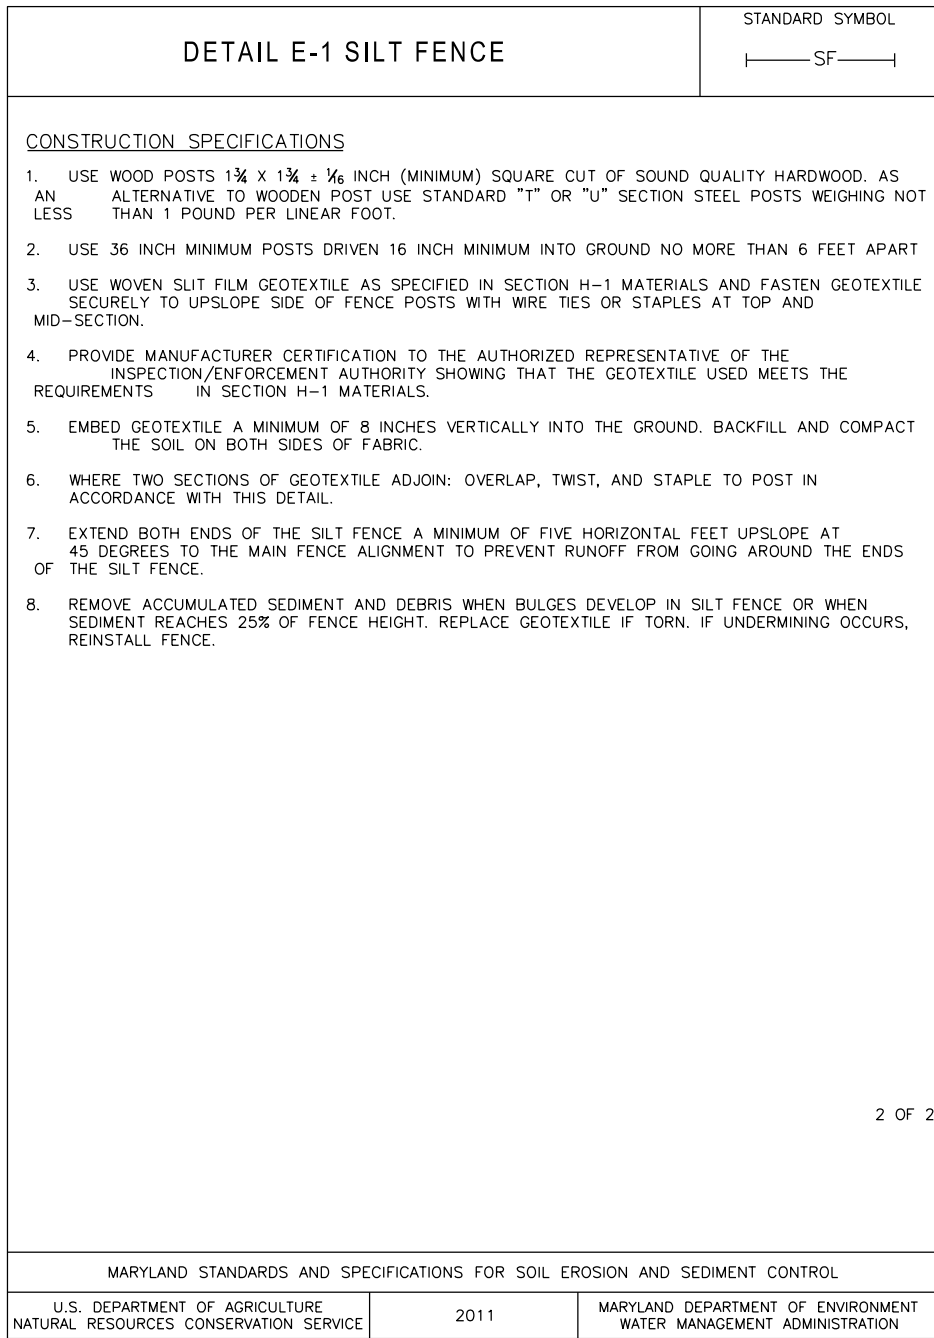 DETAIL E-1 SILT FENCE
STANDARD SYMBOL
SF
CONSTRUCTION SPECIFICATIONS
1. USE WOOD POSTS 1¾ X 1¾ ± 1/16 INCH (MINIMUM) SQUARE CUT OF SOUND QUALITY HARDWOOD. AS
AN ALTERNATIVE TO WOODEN POST USE STANDARD "T" OR "U" SECTION STEEL POSTS WEIGHING NOT
LESS THAN 1 POUND PER LINEAR FOOT.
2. USE 36 INCH MINIMUM POSTS DRIVEN 16 INCH MINIMUM INTO GROUND NO MORE THAN 6 FEET APART
3. USE WOVEN SLIT FILM GEOTEXTILE AS SPECIFIED IN SECTION H-1 MATERIALS AND FASTEN GEOTEXTILE
SECURELY TO UPSLOPE SIDE OF FENCE POSTS WITH WIRE TIES OR STAPLES AT TOP AND
MID-SECTION.
4. PROVIDE MANUFACTURER CERTIFICATION TO THE AUTHORIZED REPRESENTATIVE OF THE
INSPECTION/ENFORCEMENT AUTHORITY SHOWING THAT THE GEOTEXTILE USED MEETS THE
REQUIREMENTS IN SECTION H-1 MATERIALS.
5. EMBED GEOTEXTILE A MINIMUM OF 8 INCHES VERTICALLY INTO THE GROUND. BACKFILL AND COMPACT
THE SOIL ON BOTH SIDES OF FABRIC.
6. WHERE TWO SECTIONS OF GEOTEXTILE ADJOIN: OVERLAP, TWIST, AND STAPLE TO POST IN
ACCORDANCE WITH THIS DETAIL.
7. EXTEND BOTH ENDS OF THE SILT FENCE A MINIMUM OF FIVE HORIZONTAL FEET UPSLOPE AT
45 DEGREES TO THE MAIN FENCE ALIGNMENT TO PREVENT RUNOFF FROM GOING AROUND THE ENDS
OF THE SILT FENCE.
8. REMOVE ACCUMULATED SEDIMENT AND DEBRIS WHEN BULGES DEVELOP IN SILT FENCE OR WHEN
SEDIMENT REACHES 25% OF FENCE HEIGHT. REPLACE GEOTEXTILE IF TORN. IF UNDERMINING OCCURS,
REINSTALL FENCE.
2 OF 2
MARYLAND STANDARDS AND SPECIFICATIONS FOR SOIL EROSION AND SEDIMENT CONTROL
U.S. DEPARTMENT OF AGRICULTURE
NATURAL RESOURCES CONSERVATION SERVICE
2011
MARYLAND DEPARTMENT OF ENVIRONMENT
WATER MANAGEMENT ADMINISTRATION